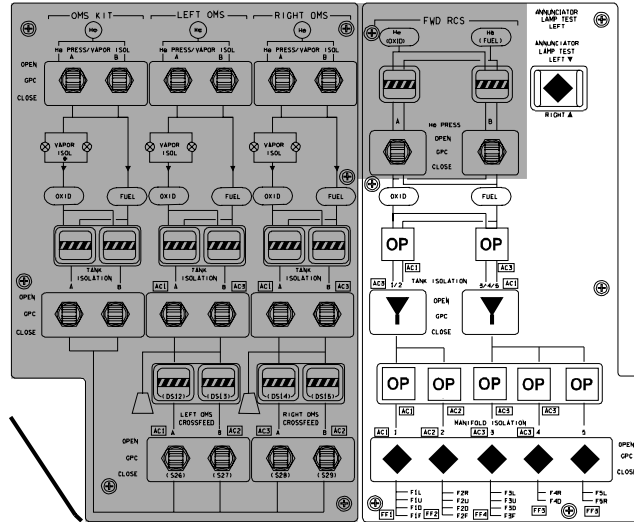 OMS KIT
LEFT OMS
RIGHT OMS
He
He
He
He PRESS/VAPOR ISOL
He PRESS/VAPOR ISOL
He PRESS/VAPOR ISOL
A B
A B
A B
OPEN
GPC
CLOSE
VAPOR ISOL
VAPOR ISOL
VAPOR ISOL
OXID FUEL
OXID FUEL
OXID FUEL
TANK ISOLATION
A B
TANK ISOLATION
AC1 A B AC3
TANK ISOLATION
AC1 A B AC3
OPEN
GPC
CLOSE
(DS12) (DS13) (DS14) (DS15)
LEFT OMS CROSSFEED
AC1 A B AC2
RIGHT OMS CROSSFEED
AC3 A B AC2
OPEN
GPC
CLOSE
(S26) (S27) (S28) (S29)
FWD RCS
He (OXID)
He (FUEL)
A B
He PRESS
OPEN
GPC
CLOSE
OXID FUEL
OP OP
AC1 AC3
AC3 1/2 TANK ISOLATION 3/4/5 AC1
OPEN
GPC
CLOSE
OP OP OP OP OP
AC1 AC2 AC3 AC3
MANIFOLD ISOLATION
AC1 1 AC2 2 AC3 3 AC3 4 5
OPEN
GPC
CLOSE
F1L
F1U
F1D
F1F
FF1
F2R
F2U
F2D
F2F
FF2
F3L
F3U
F3D
F3F
FF4
F4R
F4D
FF3
F5L
F5R
FF3
ANNUNCIATOR
LAMP TEST
LEFT
ANNUNCIATOR
LAMP TEST
LEFT ▼
RIGHT ▲